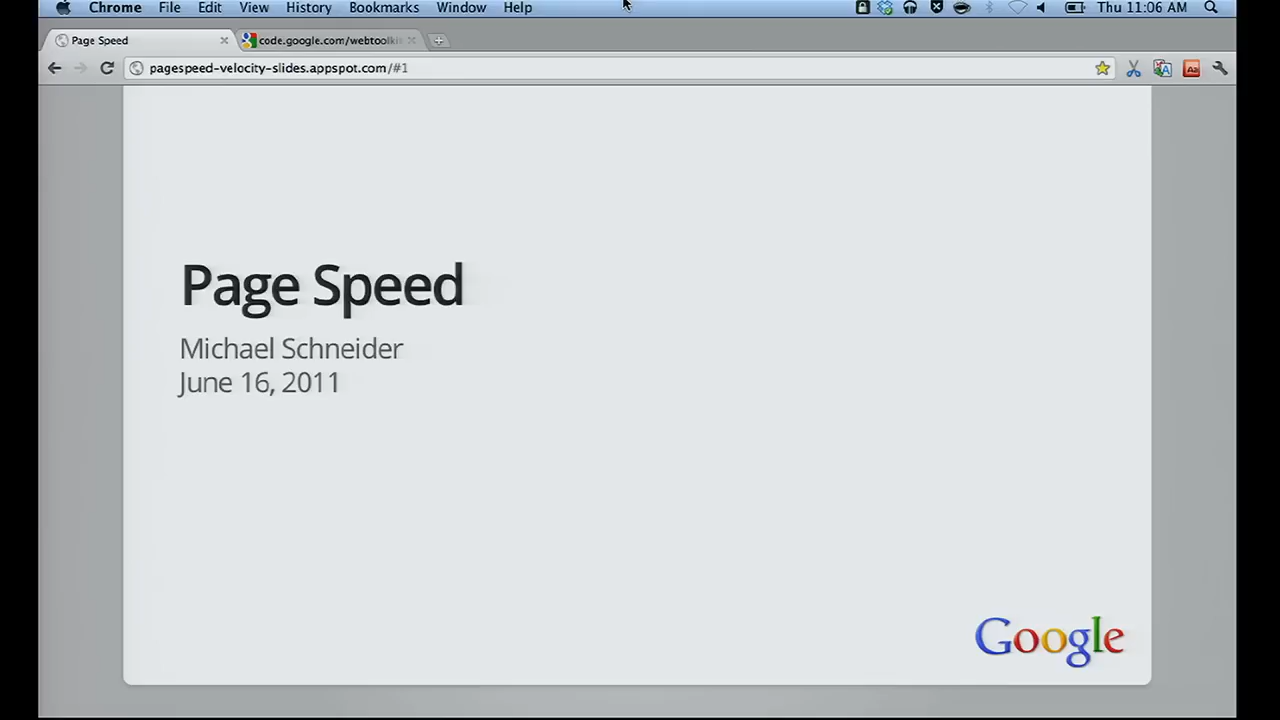 Chrome File Edit View History Bookmarks Window Help Thu 11:06 AM
Page Speed code.google.com/webtoolki
pagespeed-velocity-slides.appspot.com/#1
Page Speed
Michael Schneider
June 16, 2011
Google